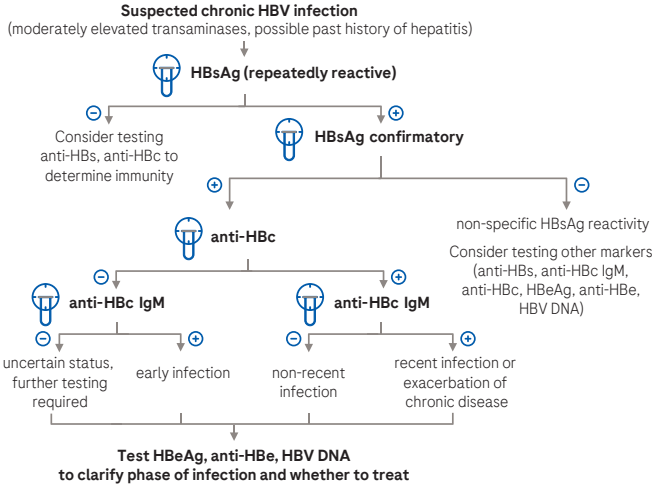 Suspected chronic HBV infection
(moderately elevated transaminases, possible past history of hepatitis)
HBsAg (repeatedly reactive)
−
+
Consider testing
anti-HBs, anti-HBc to
determine immunity
HBsAg confirmatory
+
−
anti-HBc
non-specific HBsAg reactivity
Consider testing other markers
(anti-HBs, anti-HBc IgM,
anti-HBc, HBeAg, anti-HBe,
HBV DNA)
−
+
anti-HBc IgM
anti-HBc IgM
−
+
−
+
uncertain status,
further testing
required
early infection
non-recent
infection
recent infection or
exacerbation of
chronic disease
Test HBeAg, anti-HBe, HBV DNA
to clarify phase of infection and whether to treat